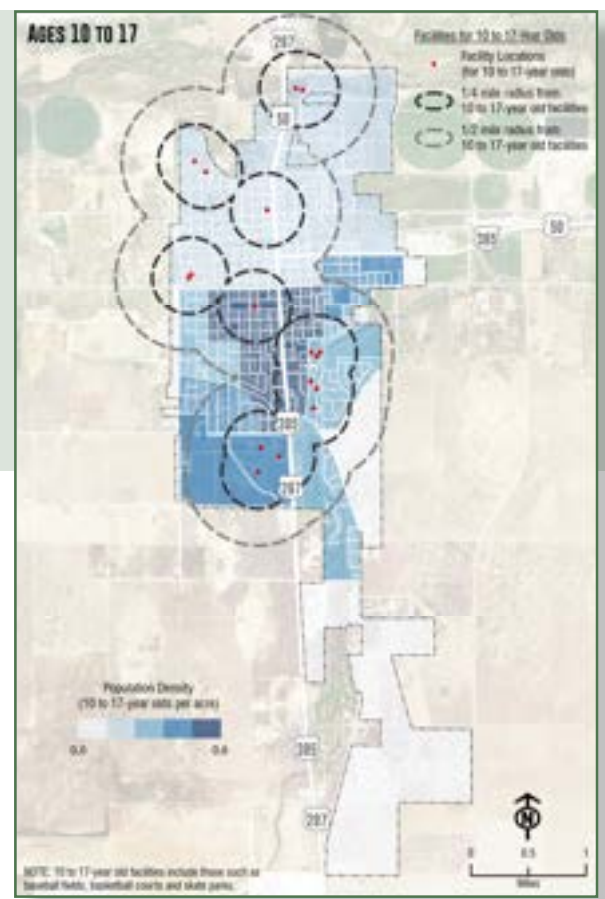 AGES 10 TO 17
Facilities for 10 to 17-Year Olds
Facility Locations
(for 10 to 17-year olds)
1/4 mile radius from
10 to 17-year old facilities
1/2 mile radius from
10 to 17-year old facilities
287
50
50
385
385
287
Population Density
(10 to 17-year olds per acre)
0.0
0.6
385
287
N
0
0.5
1
Miles
NOTE: 10 to 17-year old facilities include those such as
baseball fields, basketball courts and skate parks.